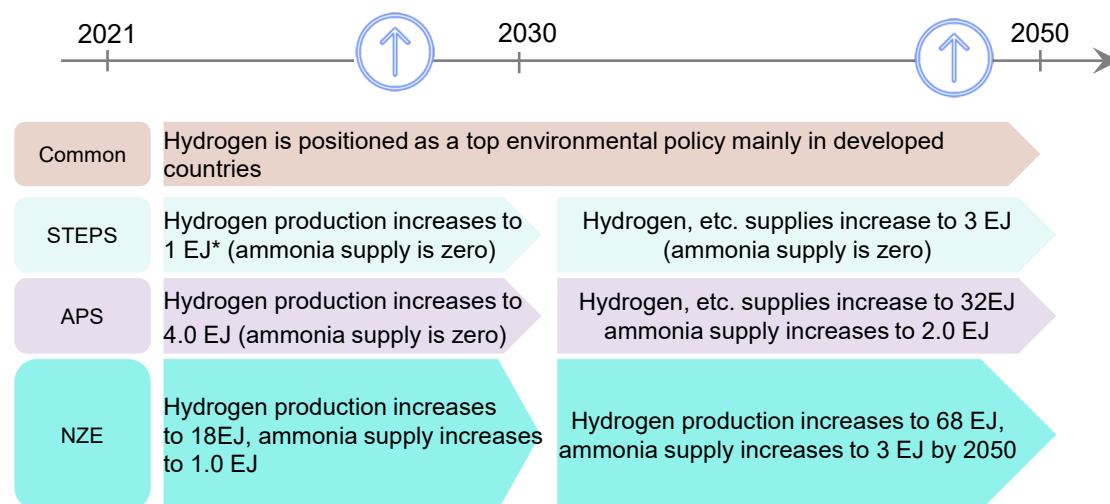 2021
2030
2050
Common
Hydrogen is positioned as a top environmental policy mainly in developed
countries
STEPS
Hydrogen production increases to
1 EJ* (ammonia supply is zero)
Hydrogen, etc. supplies increase to 3 EJ
(ammonia supply is zero)
APS
Hydrogen production increases to
4.0 EJ (ammonia supply is zero)
Hydrogen, etc. supplies increase to 32EJ
ammonia supply increases to 2.0 EJ
NZE
Hydrogen production increases
to 18EJ, ammonia supply increases
to 1.0 EJ
Hydrogen production increases to 68 EJ,
ammonia supply increases to 3 EJ by 2050